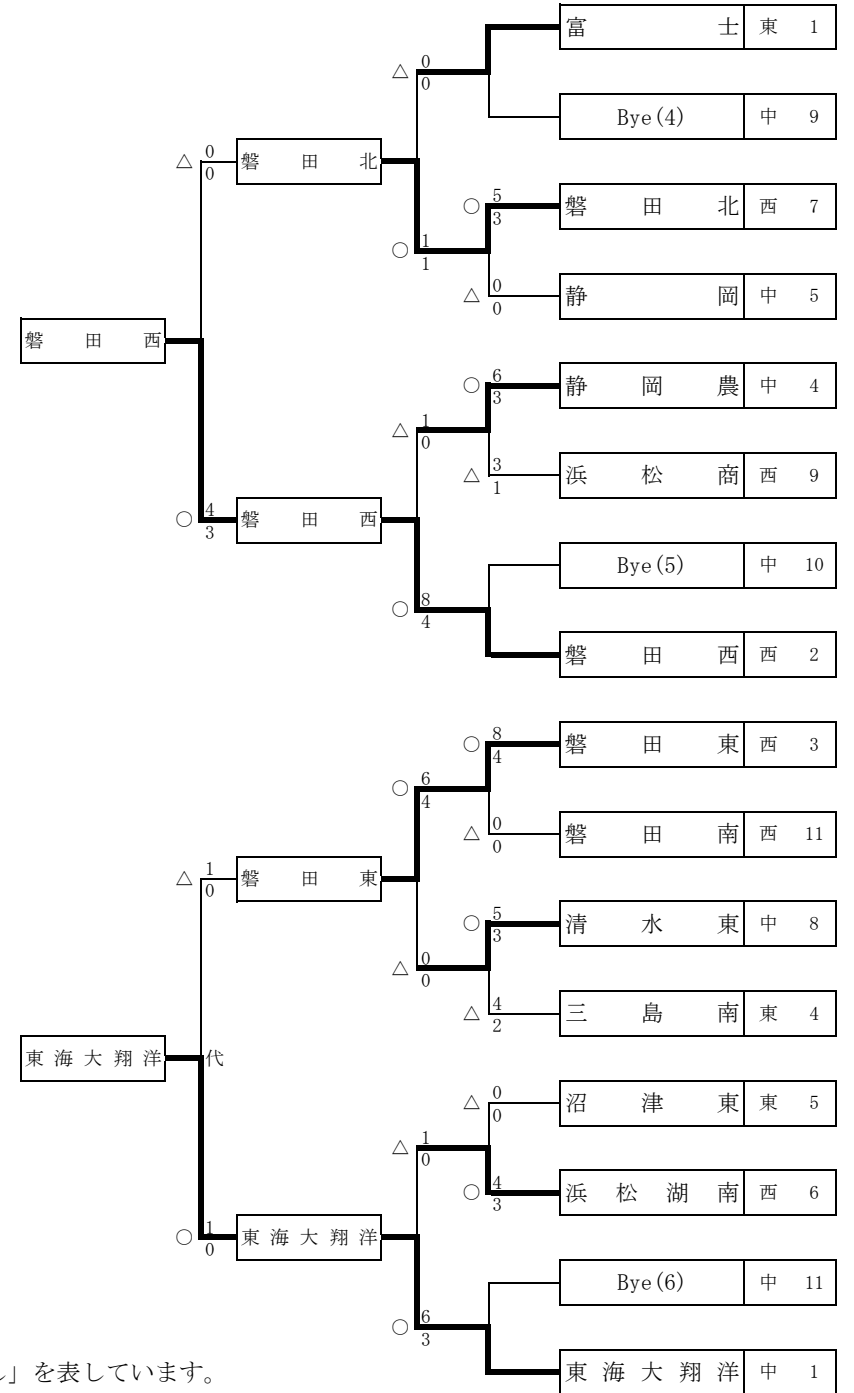 富士 東 1
△ 0
0
Bye(4) 中 9
△ 0
0
磐田北
○ 5
3
磐田北 西 7
○ 1
1
△ 0
0
静岡 中 5
磐田西
○ 6
3
静岡農 中 4
△ 1
0
△ 3
1
浜松商 西 9
○ 4
3
磐田西
Bye(5) 中 10
○ 8
4
磐田西 西 2
○ 8
4
磐田東 西 3
○ 6
4
△ 0
0
磐田南 西 11
△ 1
0
磐田東
○ 5
3
清水東 中 8
△ 0
0
△ 4
2
三島南 東 4
東海大翔洋 代
△ 0
0
沼津東 東 5
△ 1
0
○ 4
3
浜松湖南 西 6
○ 1
0
東海大翔洋
Bye(6) 中 11
○ 6
3
東海大翔洋 中 1
」を表しています。